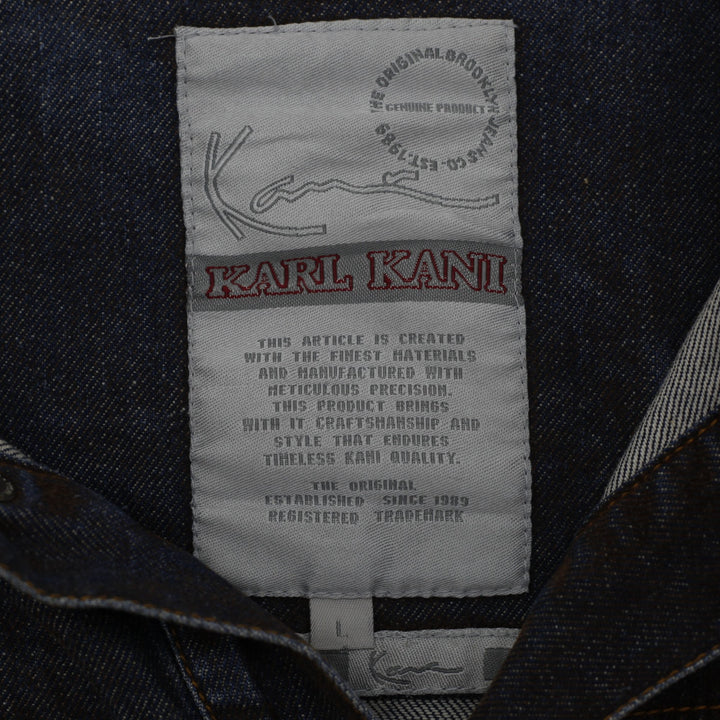 THE ORIGINAL BROOKLYN JEANS CO. EST. 1989
GENUINE PRODUCT
Kani
KARL KANI
THIS ARTICLE IS CREATED
WITH THE FINEST MATERIALS
AND MANUFACTURED WITH
METICULOUS PRECISION.
THIS PRODUCT BRINGS
WITH IT CRAFTSMANSHIP AND
STYLE THAT ENDURES
TIMELESS KANI QUALITY.
THE ORIGINAL
ESTABLISHED SINCE 1989
REGISTERED TRADEMARK
L
Kani